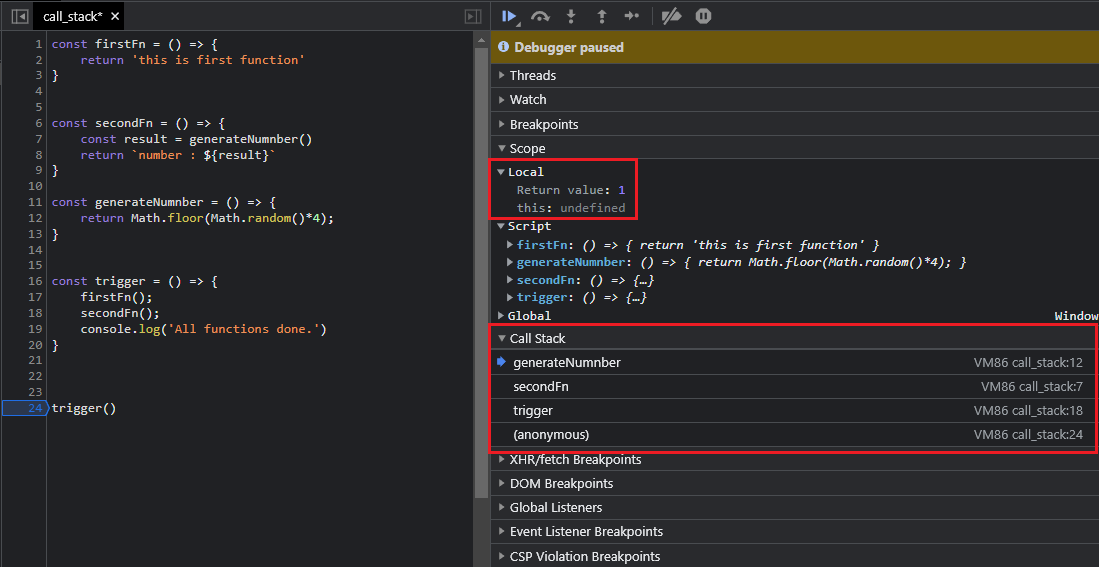 call_stack* ×
1 const firstFn = () => {
2     return 'this is first function'
3 }
4
5
6 const secondFn = () => {
7     const result = generateNumnber()
8     return `number : ${result}`
9 }
10
11 const generateNumnber = () => {
12     return Math.floor(Math.random()*4);
13 }
14
15
16 const trigger = () => {
17     firstFn();
18     secondFn();
19     console.log('All functions done.')
20 }
21
22
23
24 trigger()
Debugger paused
Threads
Watch
Breakpoints
Scope
Local
Return value: 1
this: undefined
Script
firstFn: () => { return 'this is first function' }
generateNumnber: () => { return Math.floor(Math.random()*4); }
secondFn: () => {…}
trigger: () => {…}
Global Window
Call Stack
generateNumnber VM86 call_stack:12
secondFn VM86 call_stack:7
trigger VM86 call_stack:18
(anonymous) VM86 call_stack:24
XHR/fetch Breakpoints
DOM Breakpoints
Global Listeners
Event Listener Breakpoints
CSP Violation Breakpoints